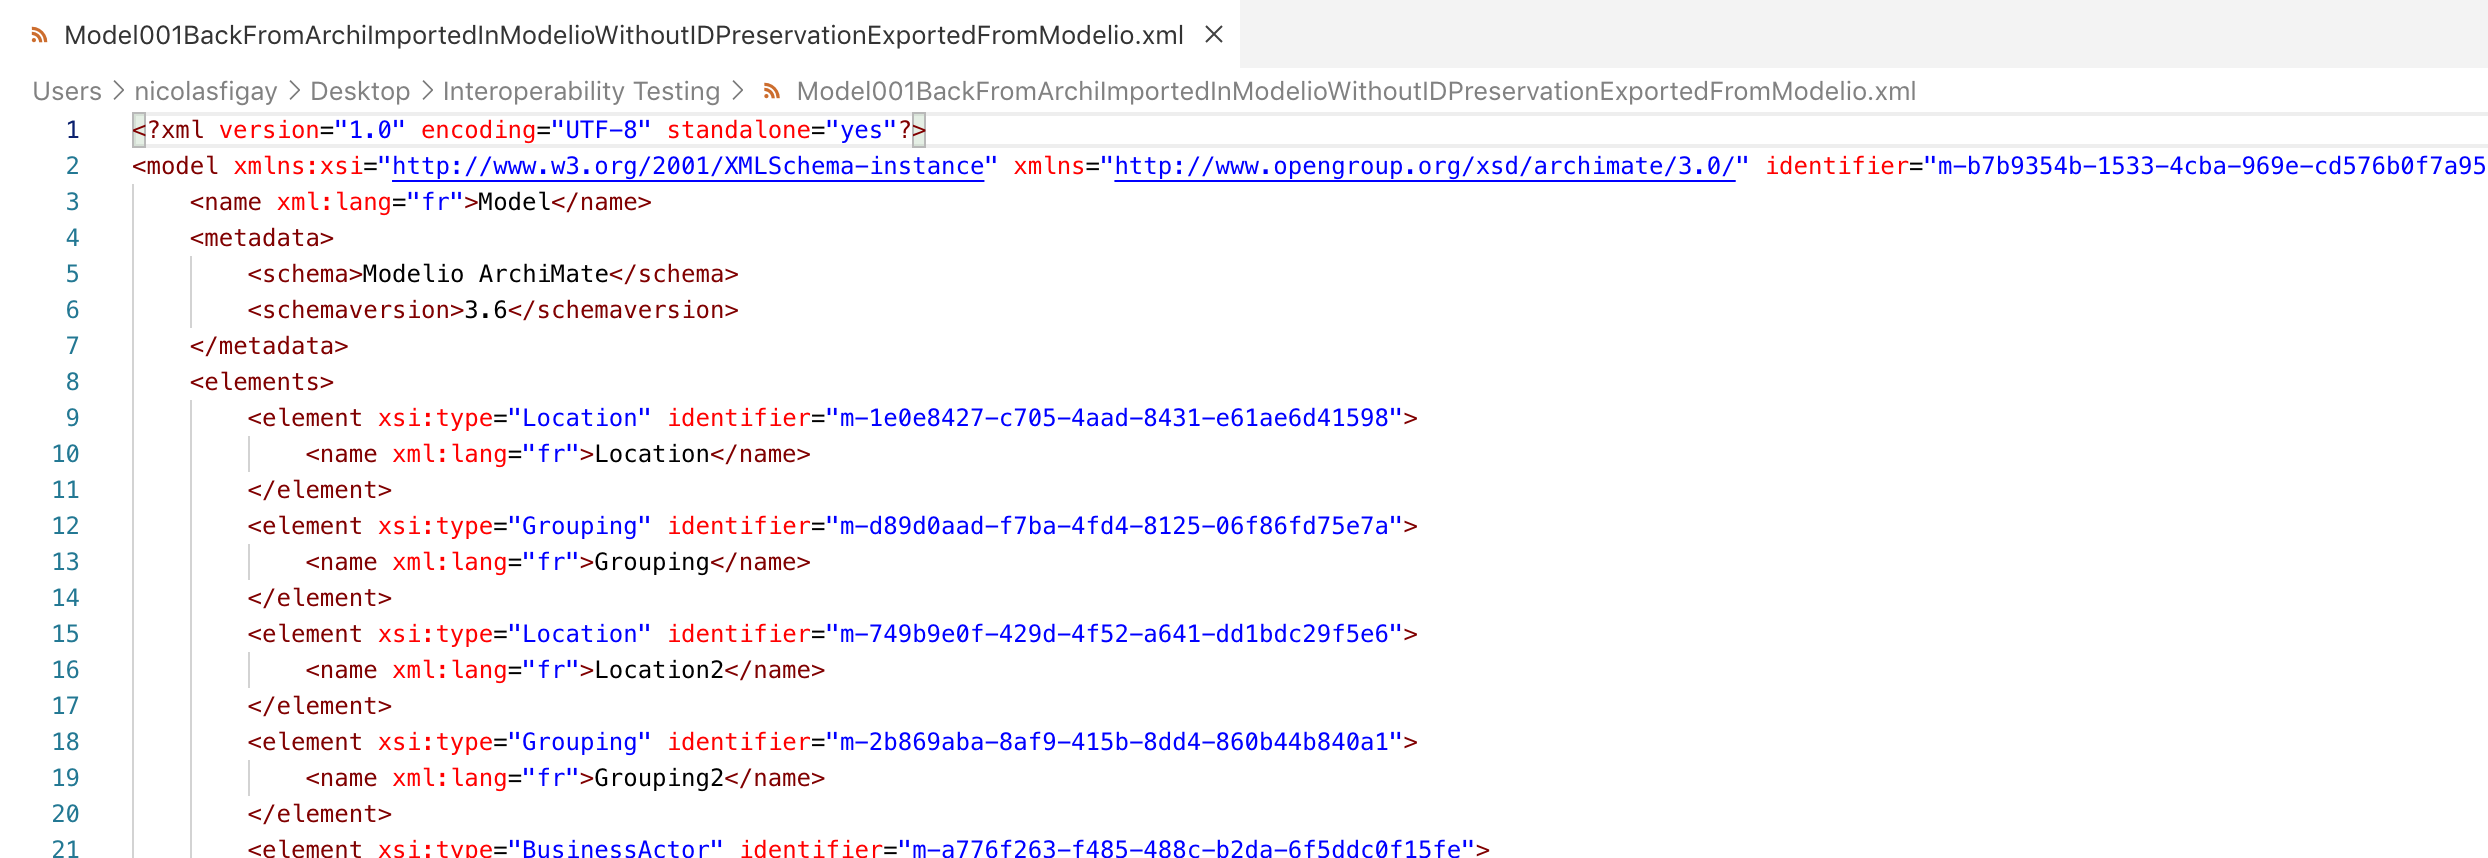 Model001BackFromArchiImportedInModelioWithoutIDPreservationExportedFromModelio.xml ×
Users > nicolasfigay > Desktop > Interoperability Testing > Model001BackFromArchiImportedInModelioWithoutIDPreservationExportedFromModelio.xml
1 <?xml version="1.0" encoding="UTF-8" standalone="yes"?>
2 <model xmlns:xsi="http://www.w3.org/2001/XMLSchema-instance" xmlns="http://www.opengroup.org/xsd/archimate/3.0/" identifier="m-b7b9354b-1533-4cba-969e-cd576b0f7a95
3 <name xml:lang="fr">Model</name>
4 <metadata>
5 <schema>Modelio ArchiMate</schema>
6 <schemaversion>3.6</schemaversion>
7 </metadata>
8 <elements>
9 <element xsi:type="Location" identifier="m-1e0e8427-c705-4aad-8431-e61ae6d41598">
10 <name xml:lang="fr">Location</name>
11 </element>
12 <element xsi:type="Grouping" identifier="m-d89d0aad-f7ba-4fd4-8125-06f86fd75e7a">
13 <name xml:lang="fr">Grouping</name>
14 </element>
15 <element xsi:type="Location" identifier="m-749b9e0f-429d-4f52-a641-dd1bdc29f5e6">
16 <name xml:lang="fr">Location2</name>
17 </element>
18 <element xsi:type="Grouping" identifier="m-2b869aba-8af9-415b-8dd4-860b44b840a1">
19 <name xml:lang="fr">Grouping2</name>
20 </element>
21 <element xsi:type="BusinessActor" identifier="m-a776f263-f485-488c-b2da-6f5ddc0f15fe">